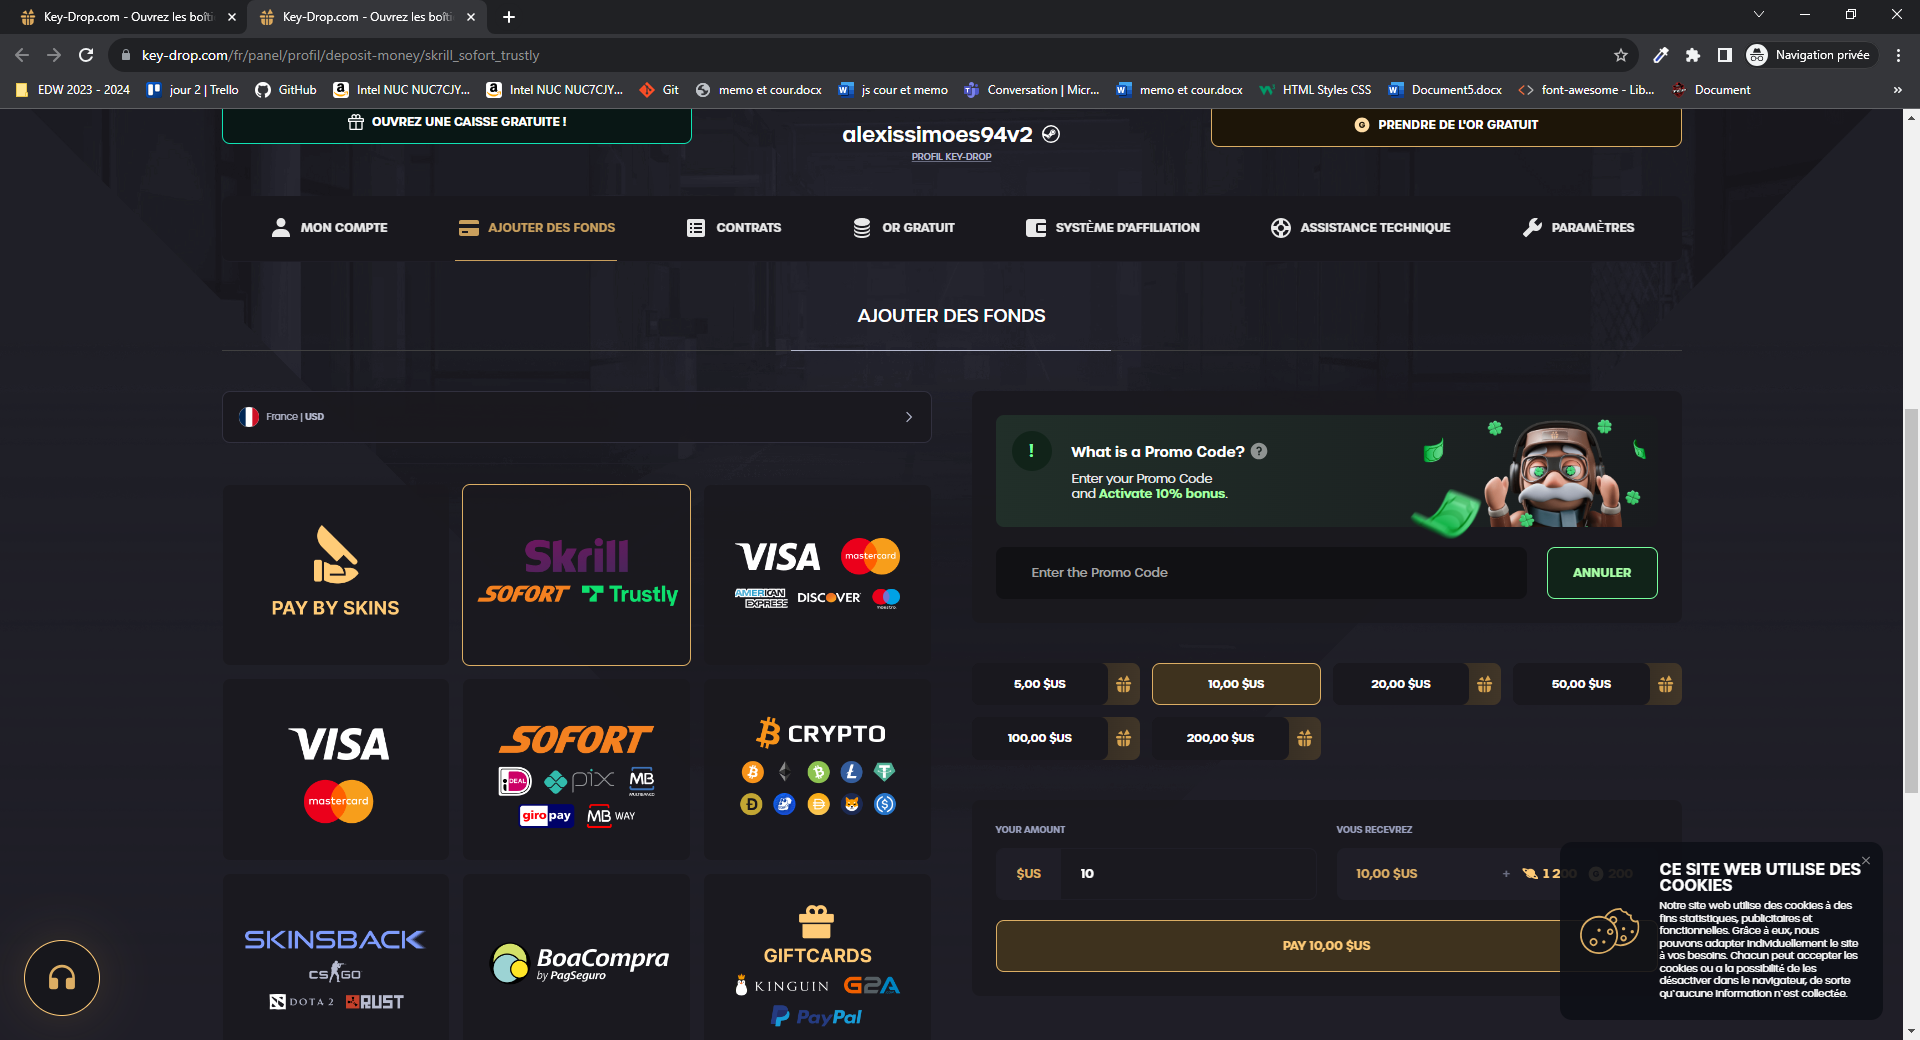 Key-Drop.com - Ouvrez les boîti
Key-Drop.com - Ouvrez les boîti
key-drop.com/fr/panel/profil/deposit-money/skrill_sofort_trustly
Navigation privée
EDW 2023 - 2024
jour 2 | Trello
GitHub
Intel NUC NUC7CJY...
Intel NUC NUC7CJY...
Git
memo et cour.docx
js cour et memo
Conversation | Micr...
memo et cour.docx
HTML Styles CSS
Document5.docx
font-awesome - Lib...
Document
»
OUVREZ UNE CAISSE GRATUITE !
alexissimoes94v2
PROFIL KEY-DROP
G PRENDRE DE L'OR GRATUIT
MON COMPTE
AJOUTER DES FONDS
CONTRATS
OR GRATUIT
SYSTÈME D'AFFILIATION
ASSISTANCE TECHNIQUE
PARAMÈTRES
AJOUTER DES FONDS
France | USD
PAY BY SKINS
Skrill
SOFORT Trustly
VISA mastercard
AMERICAN EXPRESS DISCOVER maestro
VISA
mastercard
SOFORT
iDEAL pix MB MULTIBANCO
giropay MB WAY
CRYPTO
SKINSBACK
CS GO
DOTA 2 RUST
BoaCompra
by PagSeguro
GIFTCARDS
KINGUIN G2A
PayPal
! What is a Promo Code? ?
Enter your Promo Code
and Activate 10% bonus.
Enter the Promo Code
ANNULER
5,00 $US
10,00 $US
20,00 $US
50,00 $US
100,00 $US
200,00 $US
YOUR AMOUNT
VOUS RECEVREZ
$US 10
10,00 $US + 1 200 200
PAY 10,00 $US
CE SITE WEB UTILISE DES
COOKIES
Notre site web utilise des cookies à des
fins statistiques, publicitaires et
fonctionnelles. Grâce à eux, nous
pouvons adapter individuellement le site
à vos besoins. Chacun peut accepter les
cookies ou a la possibilité de les
désactiver dans le navigateur, de sorte
qu'aucune information n'est collectée.